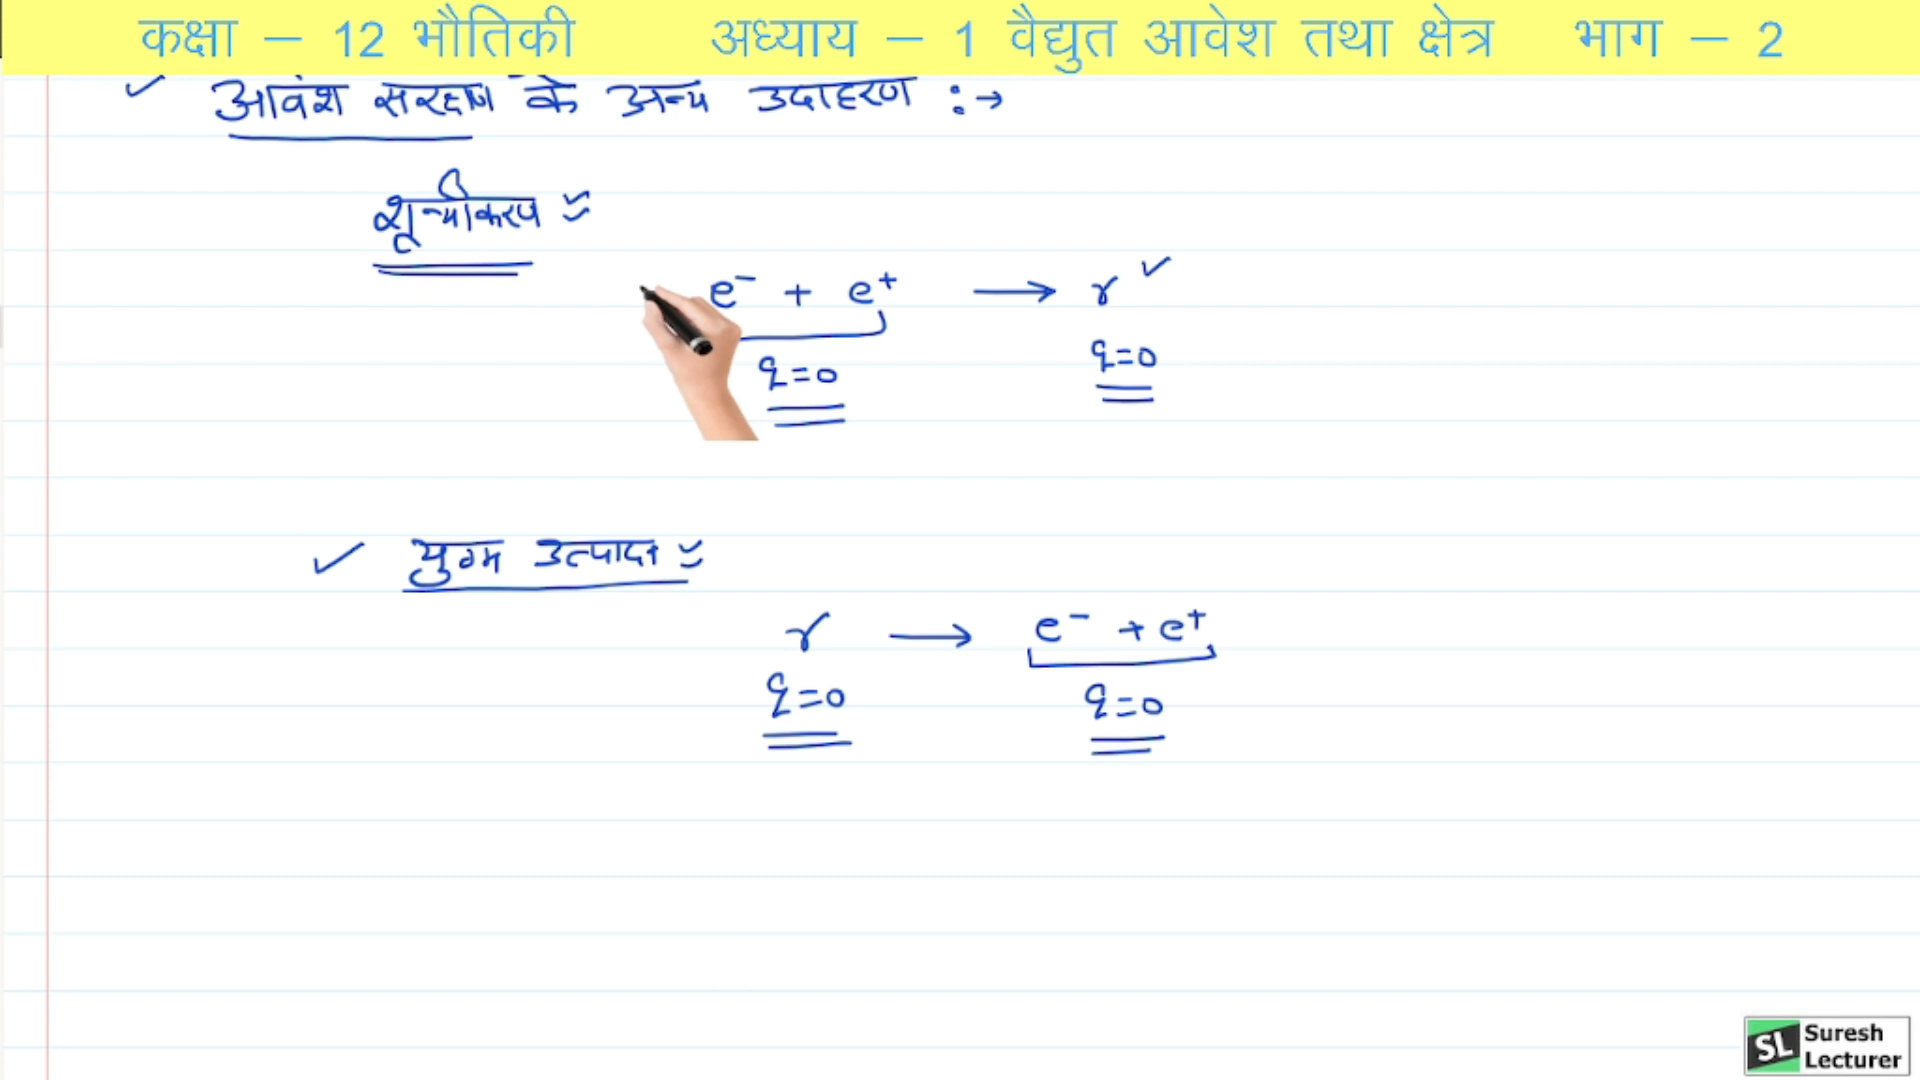 कक्षा – 12 भौतिकी अध्याय – 1 वैद्युत आवेश तथा क्षेत्र भाग – 2
✓ आवेश संरक्षण के अन्य उदाहरण :→
शून्यीकरण ≈
e⁻ + e⁺ → r ✓
q=0 q=0
✓ युग्म उत्पादन ≈
r → e⁻ + e⁺
q=0 q=0
SL Suresh
Lecturer